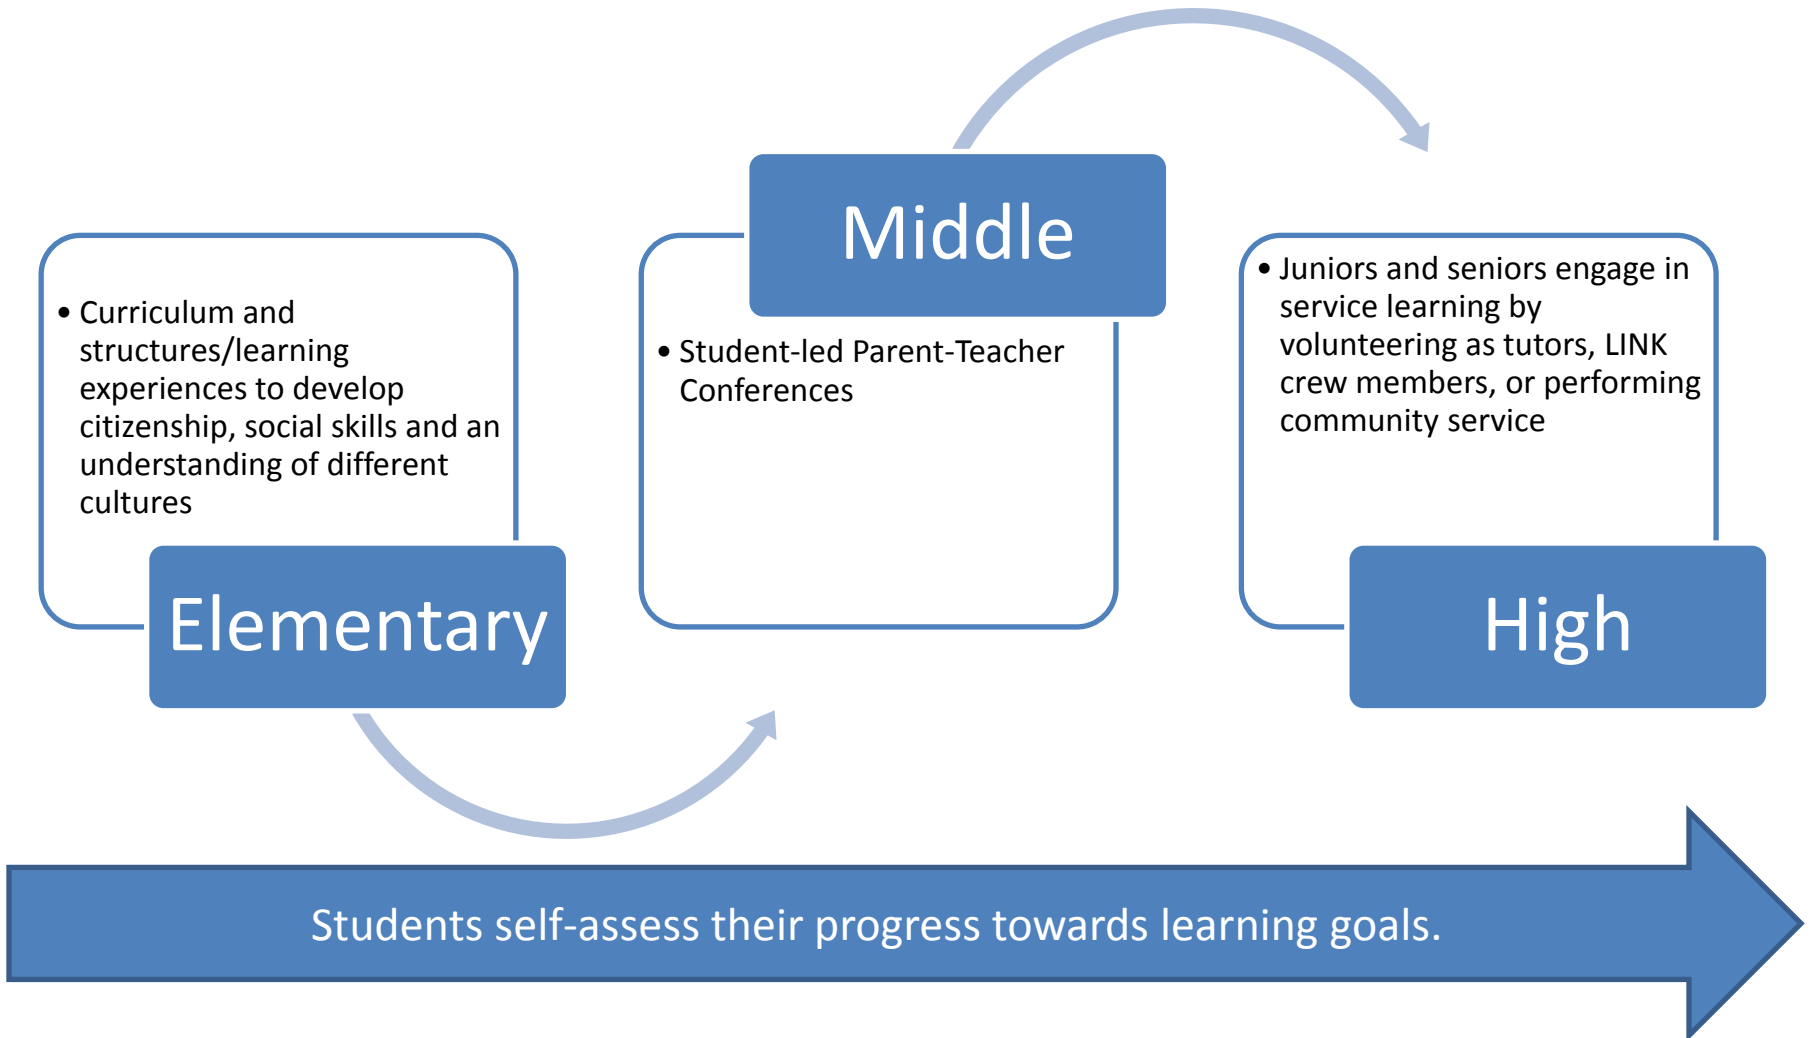 • Curriculum and
structures/learning
experiences to develop
citizenship, social skills and an
understanding of different
cultures
Elementary
Middle
• Student-led Parent-Teacher
Conferences
• Juniors and seniors engage in
service learning by
volunteering as tutors, LINK
crew members, or performing
community service
High
Students self-assess their progress towards learning goals.